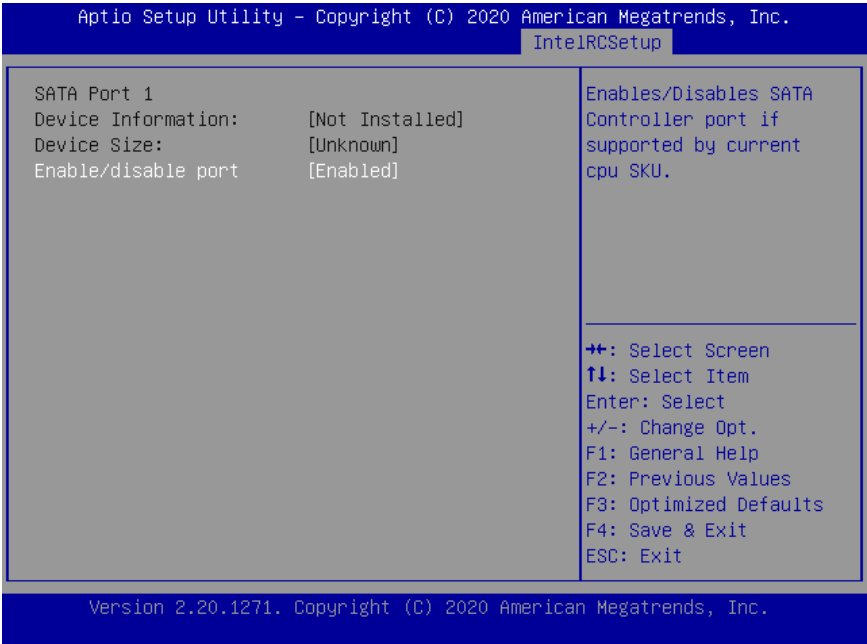 Aptio Setup Utility – Copyright (C) 2020 American Megatrends, Inc.
IntelRCSetup
SATA Port 1
Device Information: [Not Installed]
Device Size: [Unknown]
Enable/disable port [Enabled]
Enables/Disables SATA
Controller port if
supported by current
cpu SKU.
→←: Select Screen
↑↓: Select Item
Enter: Select
+/-: Change Opt.
F1: General Help
F2: Previous Values
F3: Optimized Defaults
F4: Save & Exit
ESC: Exit
Version 2.20.1271. Copyright (C) 2020 American Megatrends, Inc.